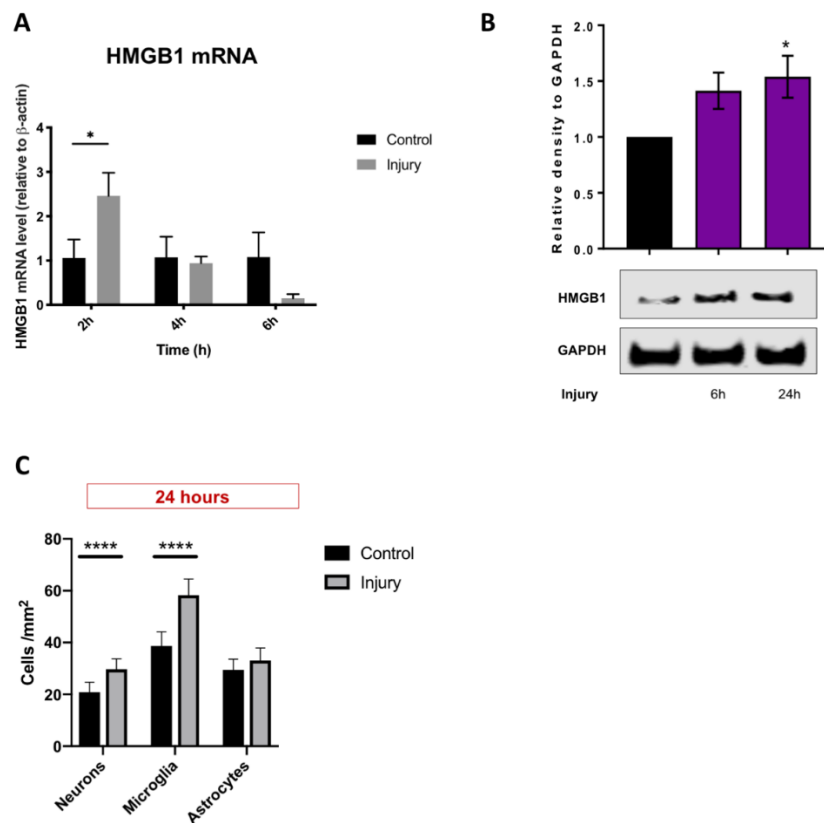 A
HMGB1 mRNA
HMGB1 mRNA level (relative to β-actin)
4
3
2
1
0
*
2h
4h
6h
Time (h)
Control
Injury
B
Relative density to GAPDH
2.0
1.5
1.0
0.5
0.0
*
HMGB1
GAPDH
Injury 6h 24h
C
24 hours
Cells /mm²
80
60
40
20
0
**** ****
Neurons
Microglia
Astrocytes
Control
Injury